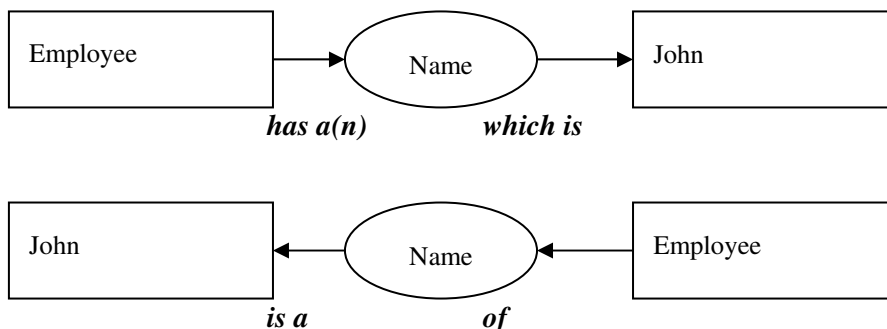 Employee
Name
John
has a(n)
which is
John
Name
Employee
is a
of